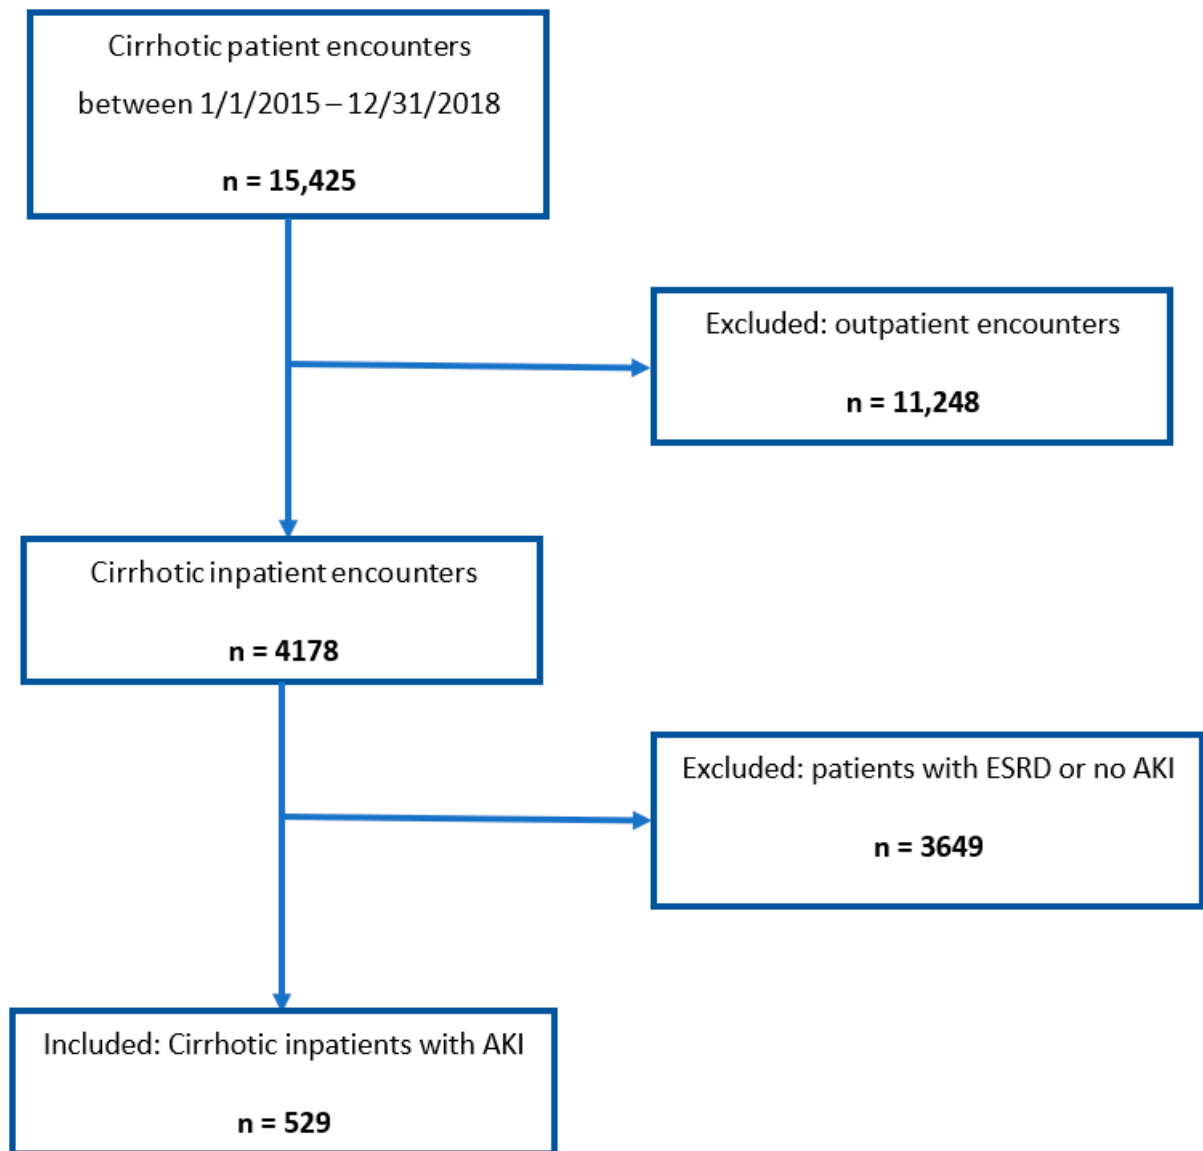 Cirrhotic patient encounters
between 1/1/2015 – 12/31/2018
n = 15,425
Excluded: outpatient encounters
n = 11,248
Cirrhotic inpatient encounters
n = 4178
Excluded: patients with ESRD or no AKI
n = 3649
Included: Cirrhotic inpatients with AKI
n = 529